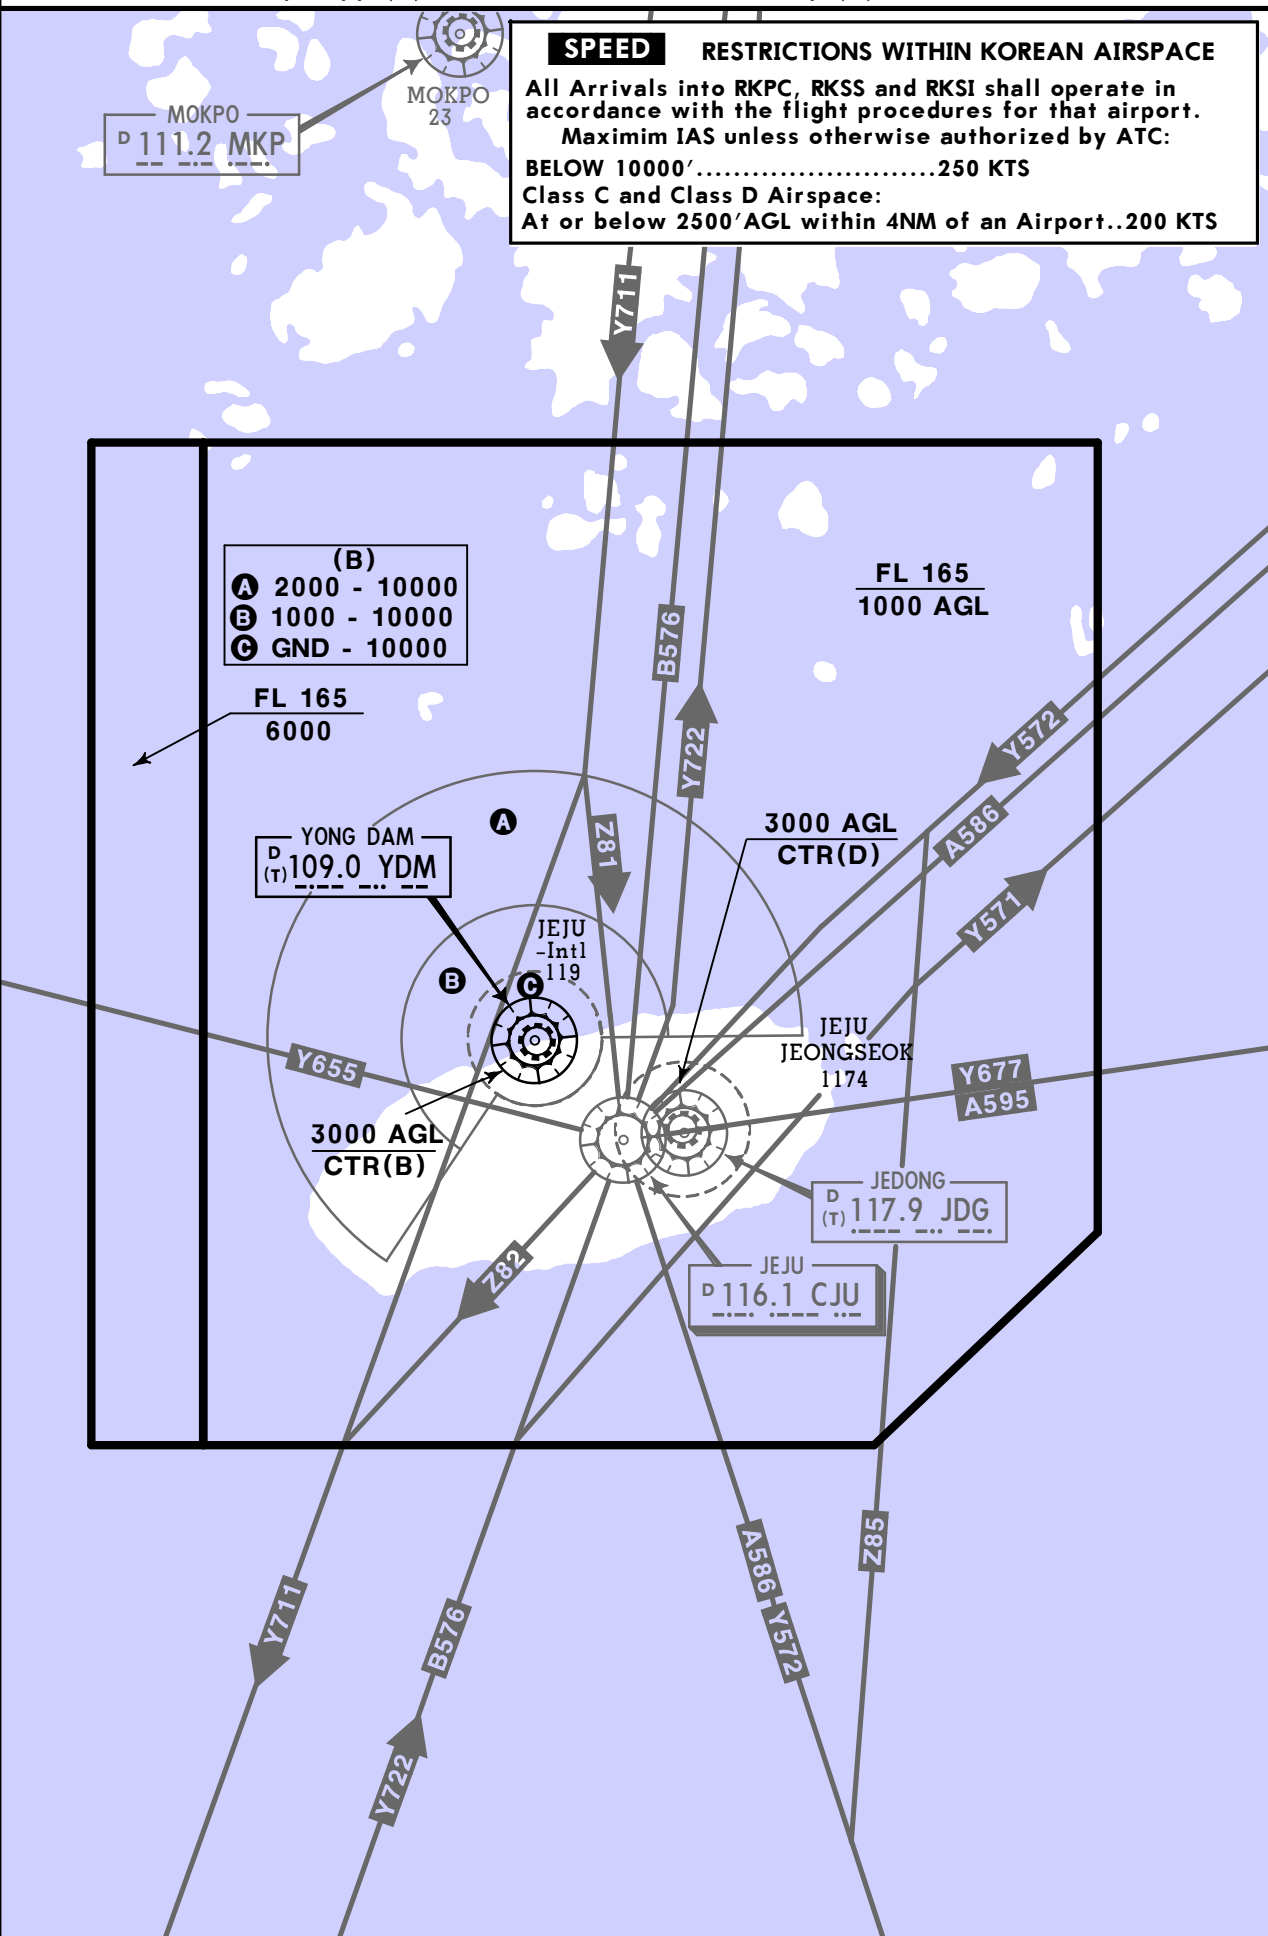 SPEED RESTRICTIONS WITHIN KOREAN AIRSPACE
All Arrivals into RKPC, RKSS and RKSI shall operate in
accordance with the flight procedures for that airport.
Maximim IAS unless otherwise authorized by ATC:
BELOW 10000′..........................250 KTS
Class C and Class D Airspace:
At or below 2500′AGL within 4NM of an Airport..200 KTS
MOKPO
23
MOKPO
D 111.2 MKP
Y711
(B)
A 2000 - 10000
B 1000 - 10000
C GND - 10000
FL 165
1000 AGL
FL 165
6000
B576
Y722
Y572
A586
Y571
Z81
A
YONG DAM
D
(T) 109.0 YDM
3000 AGL
CTR(D)
JEJU
-Intl
119
B
C
JEJU
JEONGSEOK
1174
Y655
Y677
A595
3000 AGL
CTR(B)
JEDONG
D
(T) 117.9 JDG
Z82
JEJU
D 116.1 CJU
Z85
A586
Y572
Y711
B576
Y722